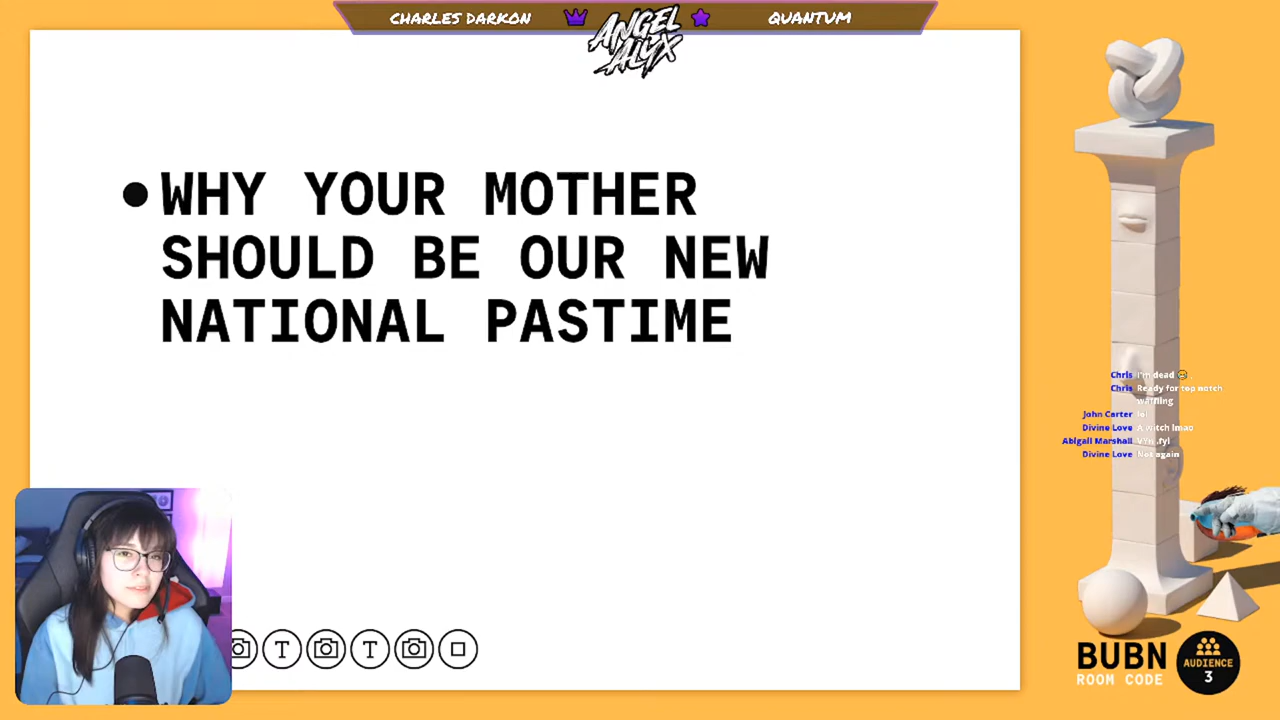 CHARLES DARKON
ANGEL
ALYX
QUANTUM
•WHY YOUR MOTHER
SHOULD BE OUR NEW
NATIONAL PASTIME
Chris I'm dead
Chris Ready for top notch
waffling
John Carter lol
Divine Love A witch lmao
Abigail Marshall
Divine Love Not again
T
T
BUBN
ROOM CODE
AUDIENCE
3